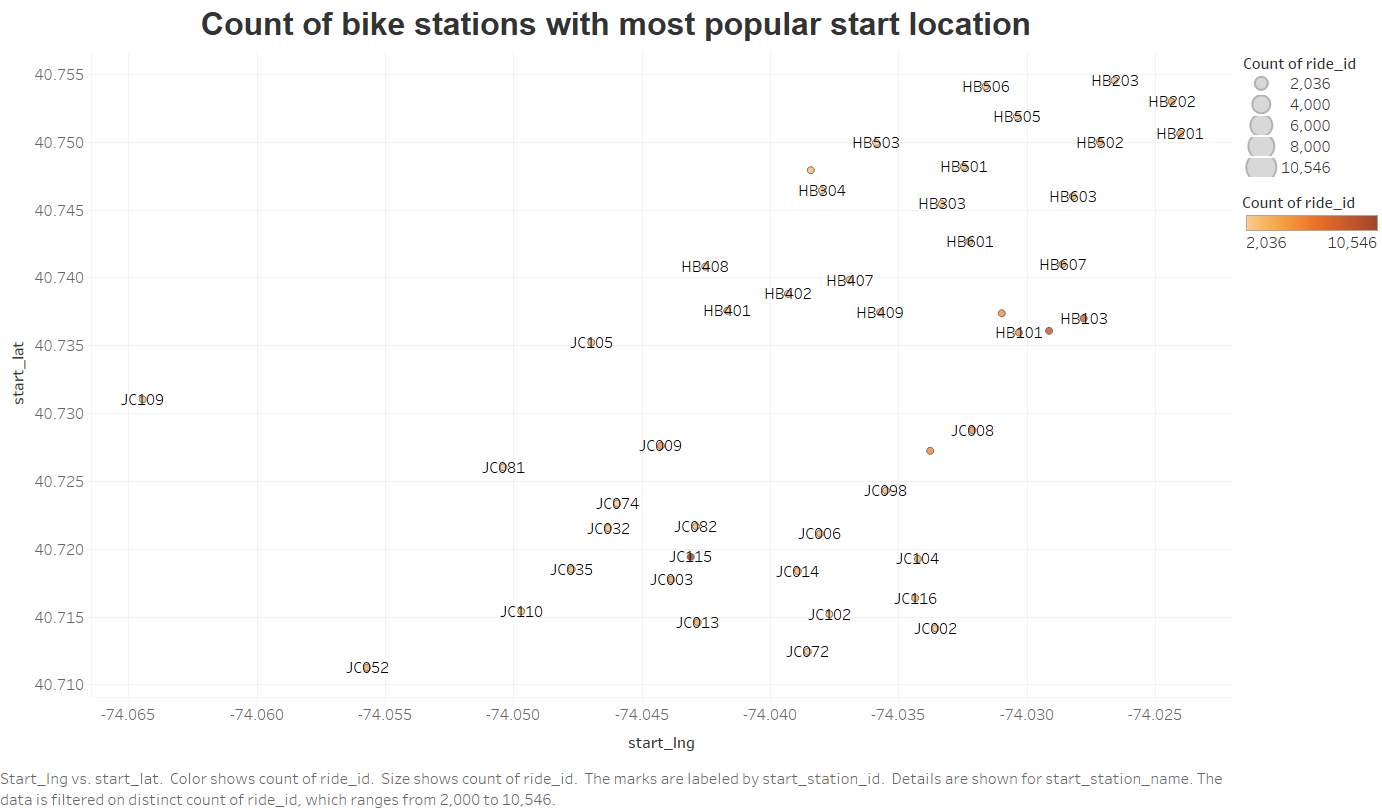 Count of bike stations with most popular start location
Count of ride_id
2,036
4,000
6,000
8,000
10,546
Count of ride_id
2,036 10,546
start_lat
40.755
40.750
40.745
40.740
40.735
40.730
40.725
40.720
40.715
40.710
HB506
HB203
HB202
HB505
HB201
HB503
HB502
HB501
HB304
HB603
HB303
HB601
HB408
HB607
HB407
HB402
HB401
HB409
HB103
HB101
JC105
JC109
JC008
JC009
JC081
JC098
JC074
JC032
JC082
JC006
JC115
JC104
JC035
JC003
JC014
JC116
JC110
JC102
JC013
JC002
JC072
JC052
-74.065 -74.060 -74.055 -74.050 -74.045 -74.040 -74.035 -74.030 -74.025
start_lng
Start_lng vs. start_lat. Color shows count of ride_id. Size shows count of ride_id. The marks are labeled by start_station_id. Details are shown for start_station_name. The
data is filtered on distinct count of ride_id, which ranges from 2,000 to 10,546.